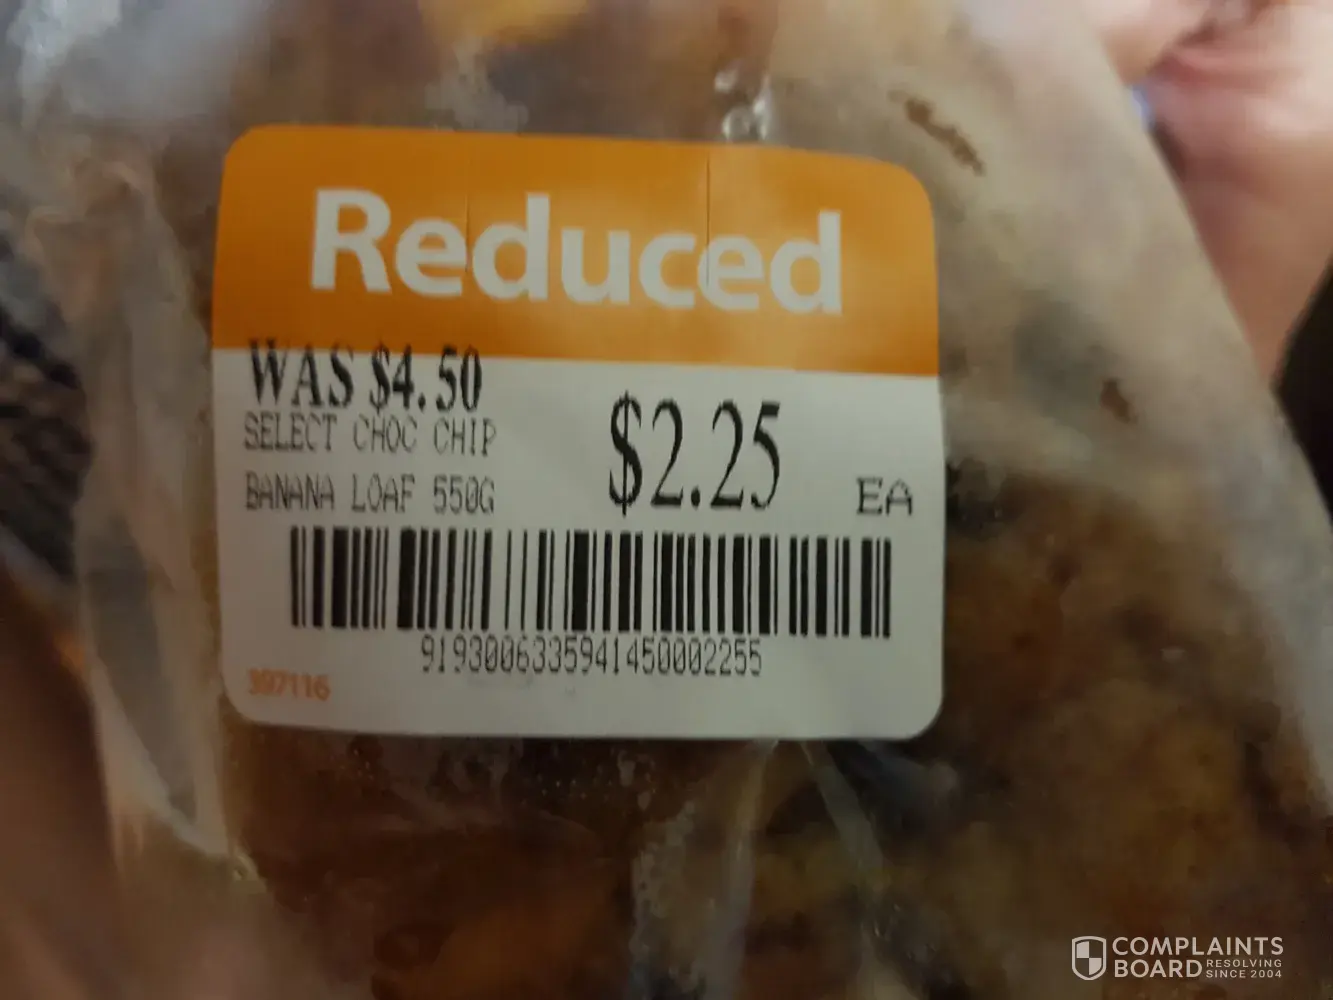 Reduced
WAS $4.50
SELECT CHOC CHIP
BANANA LOAF 550G
$2.25 EA
9193006335941450002255
397116
COMPLAINTS
BOARD RESOLVING
SINCE 2004